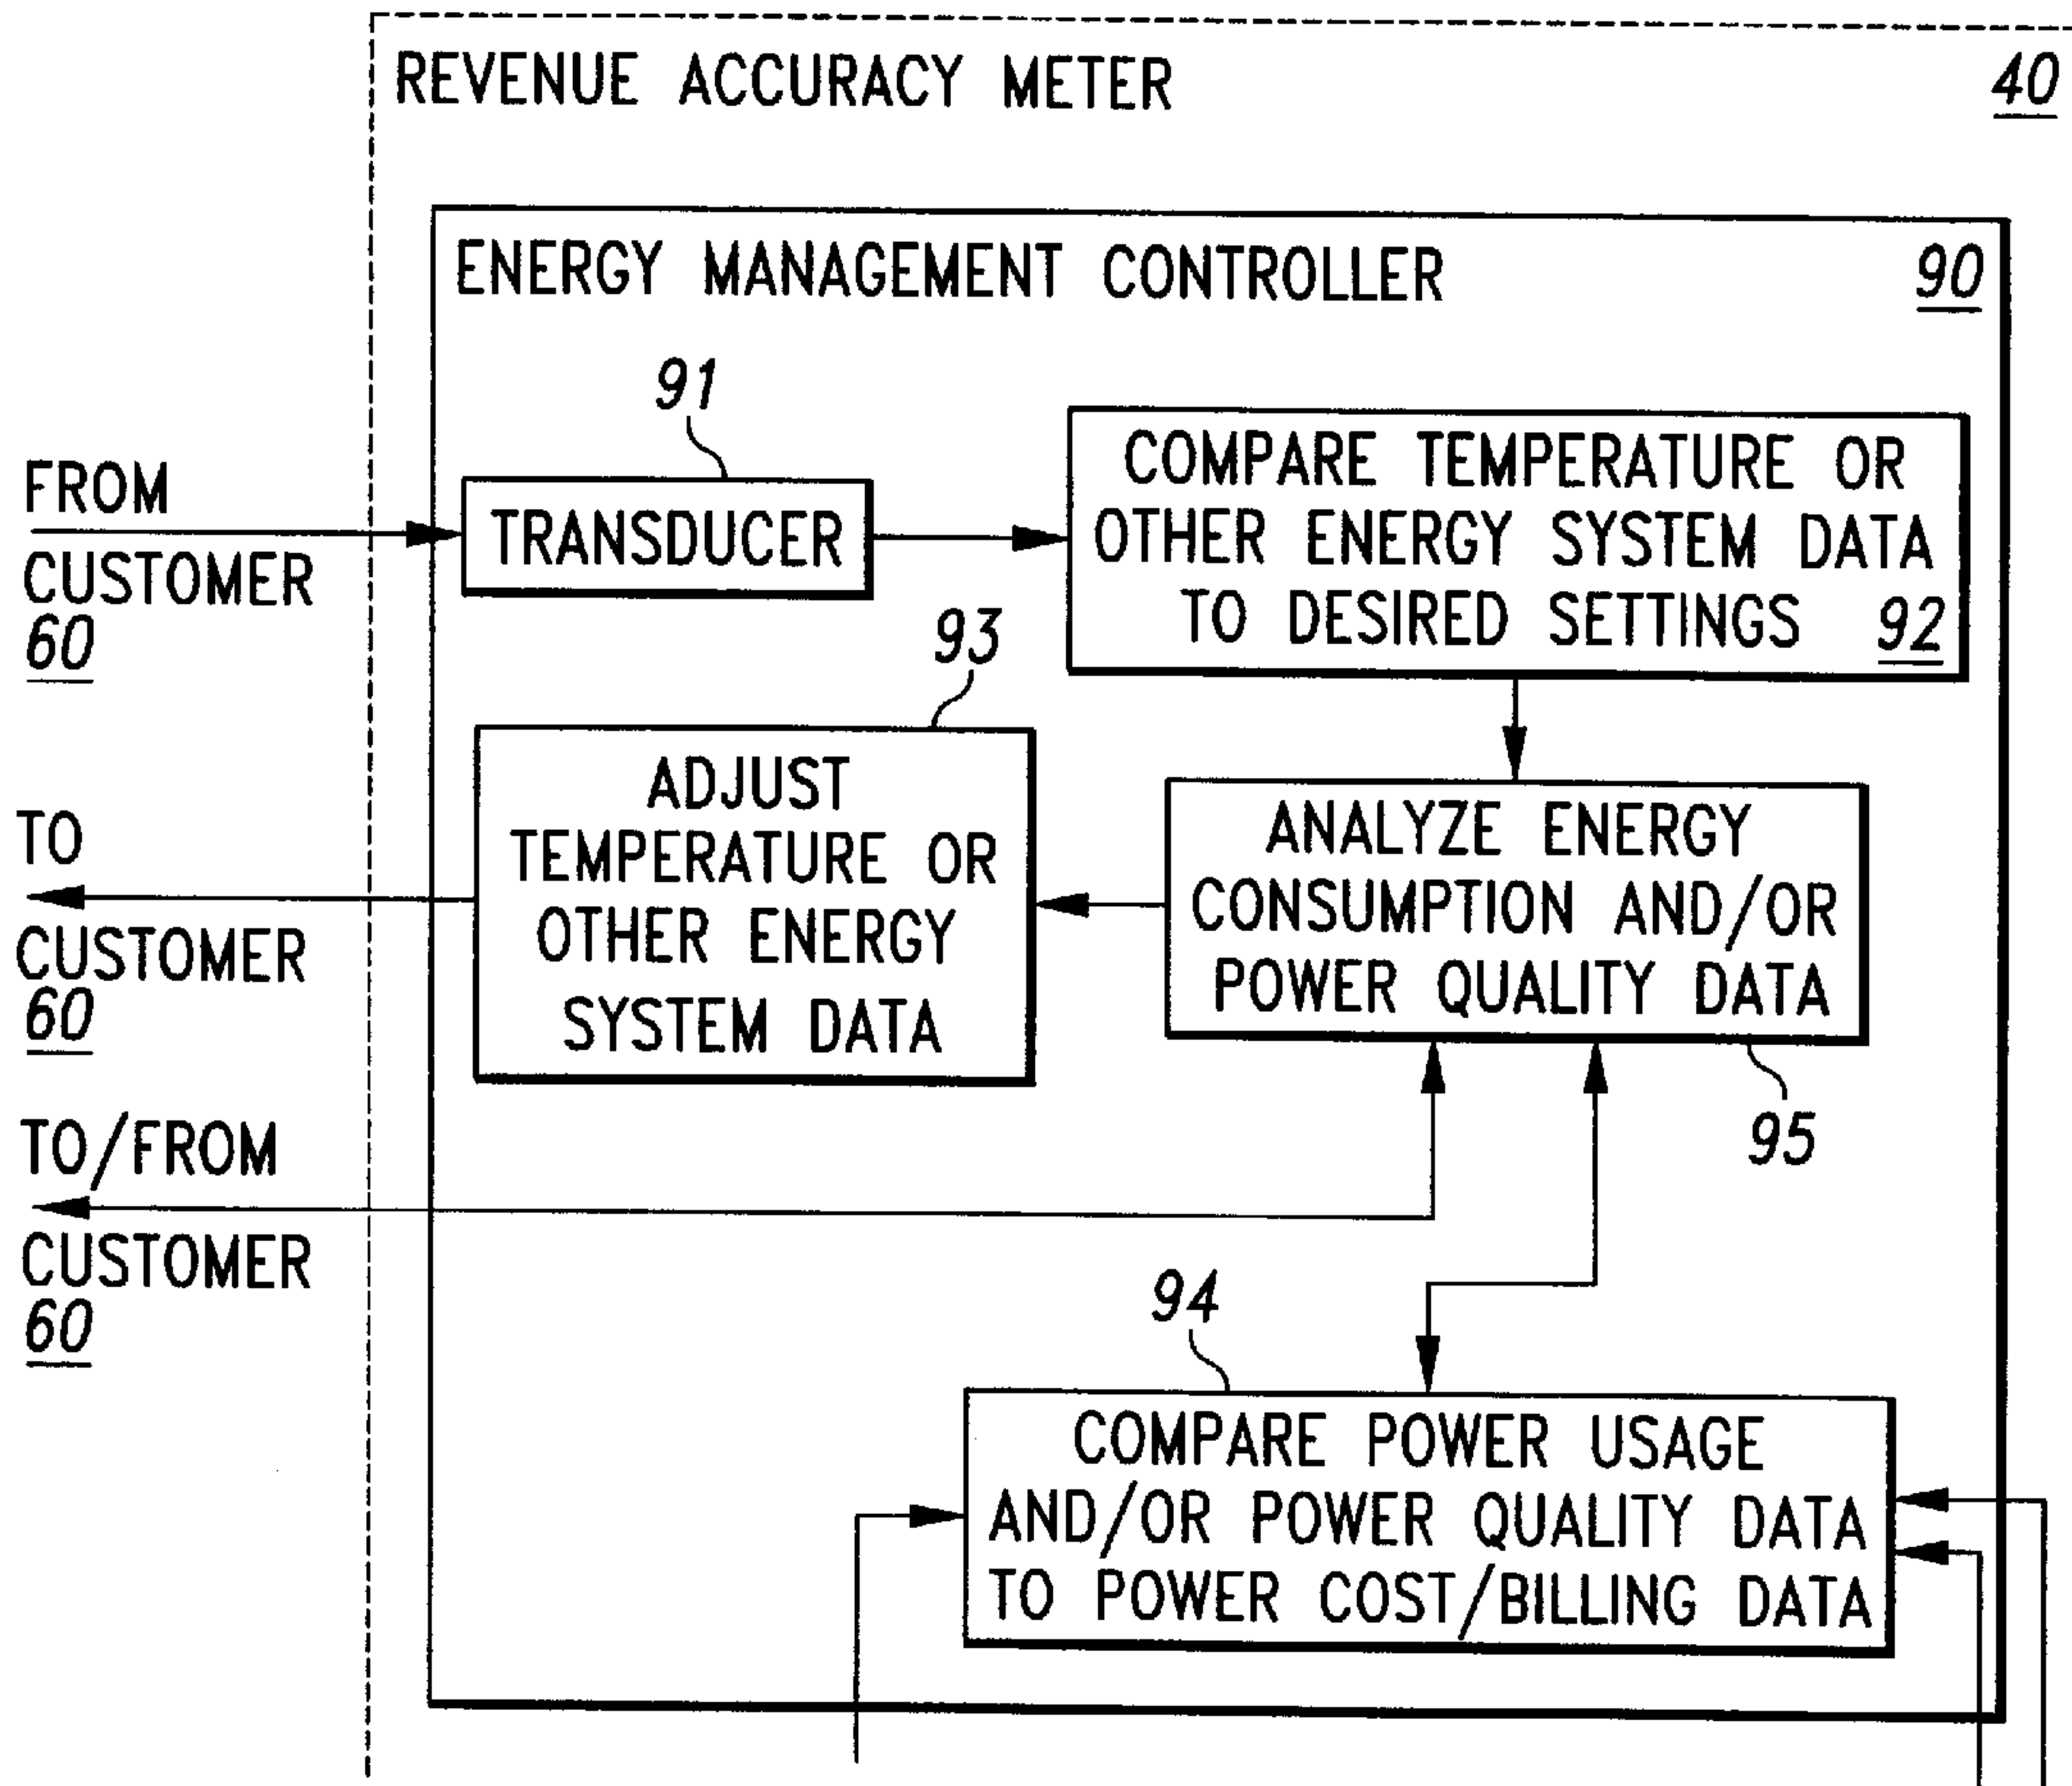 REVENUE ACCURACY METER
40
ENERGY MANAGEMENT CONTROLLER
90
91
FROM
CUSTOMER
60
TRANSDUCER
COMPARE TEMPERATURE OR
OTHER ENERGY SYSTEM DATA
TO DESIRED SETTINGS 92
93
TO
CUSTOMER
60
ADJUST
TEMPERATURE OR
OTHER ENERGY
SYSTEM DATA
ANALYZE ENERGY
CONSUMPTION AND/OR
POWER QUALITY DATA
95
TO/FROM
CUSTOMER
60
94
COMPARE POWER USAGE
AND/OR POWER QUALITY DATA
TO POWER COST/BILLING DATA